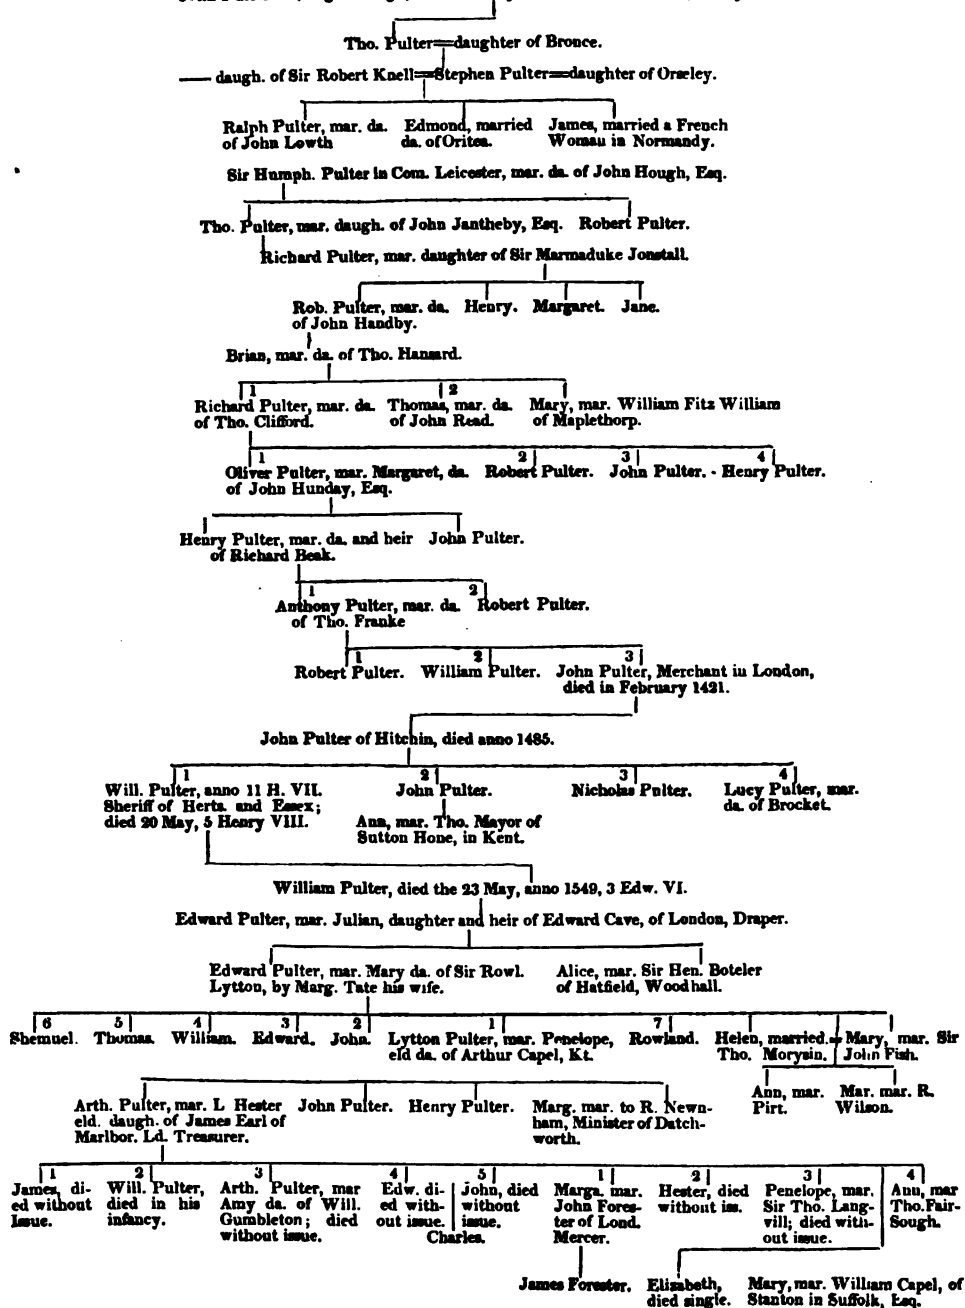 Tho. Pulter=daughter of Bronce.
— daugh. of Sir Robert Knell=Stephen Pulter=daughter of Orseley.
Ralph Pulter, mar. da. of John Lowth
Edmond, married da. of Orites.
James, married a French Woman in Normandy.
Sir Humph. Pulter in Com. Leicester, mar. da. of John Hough, Esq.
Tho. Pulter, mar. daugh. of John Jantheby, Esq. Robert Pulter.
Richard Pulter, mar. daughter of Sir Marmaduke Jonstall.
Rob. Pulter, mar. da. Henry. Margaret. Jane.
of John Handby.
Brian, mar. da. of Tho. Hansard.
1 2
Richard Pulter, mar. da. of Tho. Clifford.
Thomas, mar. da. of John Read.
Mary, mar. William Fitz William of Maplethorp.
1 2 3 4
Oliver Pulter, mar. Margaret, da. Robert Pulter. John Pulter. - Henry Pulter.
of John Hunday, Esq.
Henry Pulter, mar. da. and heir John Pulter.
of Richard Beak.
1 2
Anthony Pulter, mar. da. Robert Pulter.
of Tho. Franke
1 2 3
Robert Pulter. William Pulter. John Pulter, Merchant in London,
died in February 1421.
John Pulter of Hitchin, died anno 1485.
1 2 3 4
Will. Pulter, anno 11 H. VII. Sheriff of Herts. and Essex; died 20 May, 5 Henry VIII.
John Pulter.
Nicholas Pulter.
Lucy Pulter, mar. da. of Brocket.
Ann, mar. Tho. Mayor of
Sutton Hone, in Kent.
William Pulter, died the 23 May, anno 1549, 3 Edw. VI.
Edward Pulter, mar. Julian, daughter and heir of Edward Cave, of London, Draper.
Edward Pulter, mar. Mary da. of Sir Rowl. Lytton, by Marg. Tate his wife.
Alice, mar. Sir Hen. Boteler of Hatfield, Woodhall.
6 5 4 3 2 1 7
Shemuel. Thomas. William. Edward. John. Lytton Pulter, mar. Penelope, eld da. of Arthur Capel, Kt.
Rowland.
Helen, married. Tho. Morysin.
Mary, mar. Sir John Fish.
Ann, mar. Pirt.
Mar. mar. R. Wilson.
Arth. Pulter, mar. L Hester eld. daugh. of James Earl of Marlbor. Ld. Treasurer.
John Pulter. Henry Pulter.
Marg. mar. to R. Newnham, Minister of Datchworth.
1 2 3 4 5 1 2 3 4
James, died without Issue.
Will. Pulter, died in his infancy.
Arth. Pulter, mar Amy da. of Will. Gumbleton; died without issue.
Edw. died without issue.
John, died without issue.
Charles.
Marga. mar. John Forester of Lond. Mercer.
Hester, died without iss.
Penelope, mar. Sir Tho. Langvill; died without issue.
Ann, mar Tho. Fair-Sough.
James Forester.
Elizabeth, died single.
Mary, mar. William Capel, of Stanton in Suffolk, Esq.